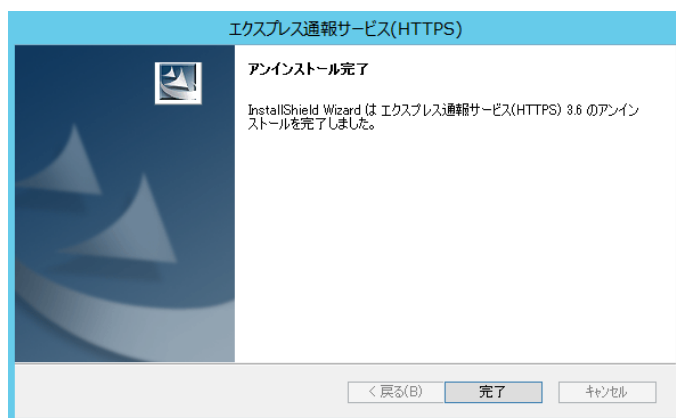 エクスプレス通報サービス(HTTPS)
アンインストール完了
InstallShield Wizard は エクスプレス通報サービス(HTTPS) 3.6 のアンイン
ストールを完了しました。
< 戻る(B)
完了
キャンセル